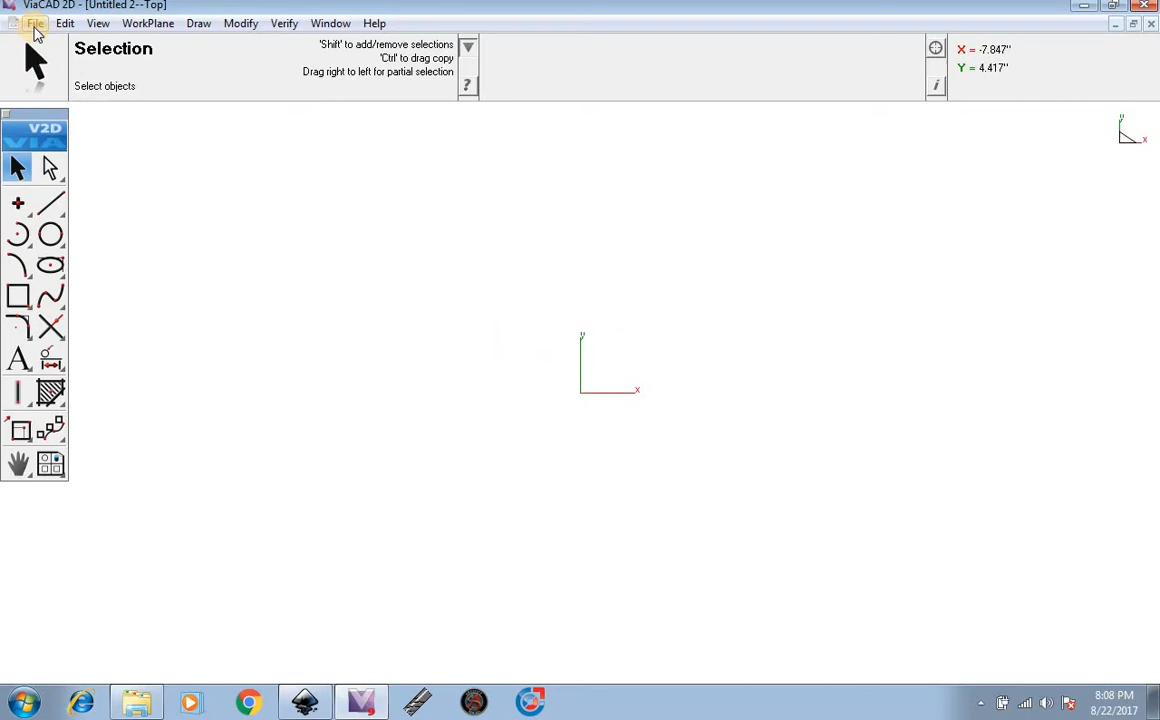 ViaCAD 2D - [Untitled 2--Top]
File Edit View WorkPlane Draw Modify Verify Window Help
Selection
Select objects
'Shift' to add/remove selections
'Ctrl' to drag copy
Drag right to left for partial selection
?
i
X = -7.847"
Y = 4.417"
V2D
VIA
A
y
x
y
x
9
8:08 PM
8/22/2017